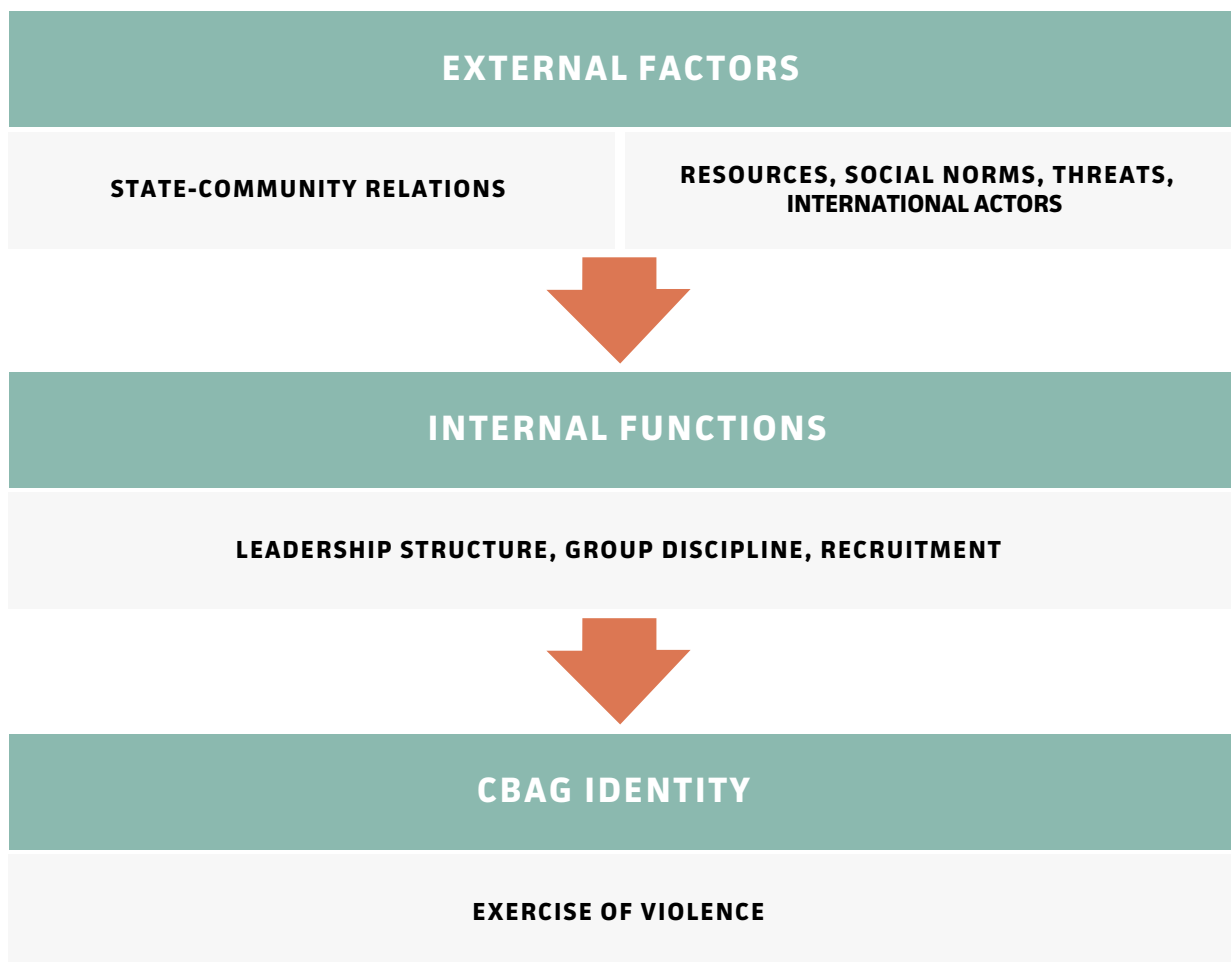 EXTERNAL FACTORS
STATE-COMMUNITY RELATIONS
RESOURCES, SOCIAL NORMS, THREATS,
INTERNATIONAL ACTORS
INTERNAL FUNCTIONS
LEADERSHIP STRUCTURE, GROUP DISCIPLINE, RECRUITMENT
CBAG IDENTITY
EXERCISE OF VIOLENCE